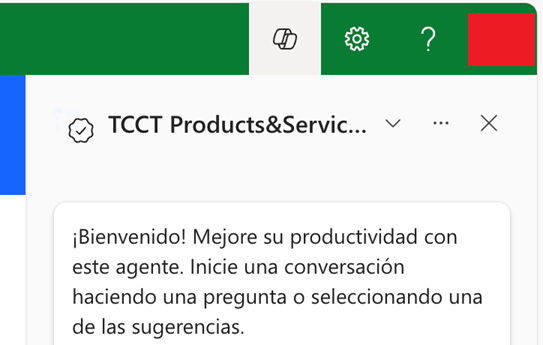 TCCT Products&Servic...
¡Bienvenido! Mejore su productividad con
este agente. Inicie una conversación
haciendo una pregunta o seleccionando una
de las sugerencias.